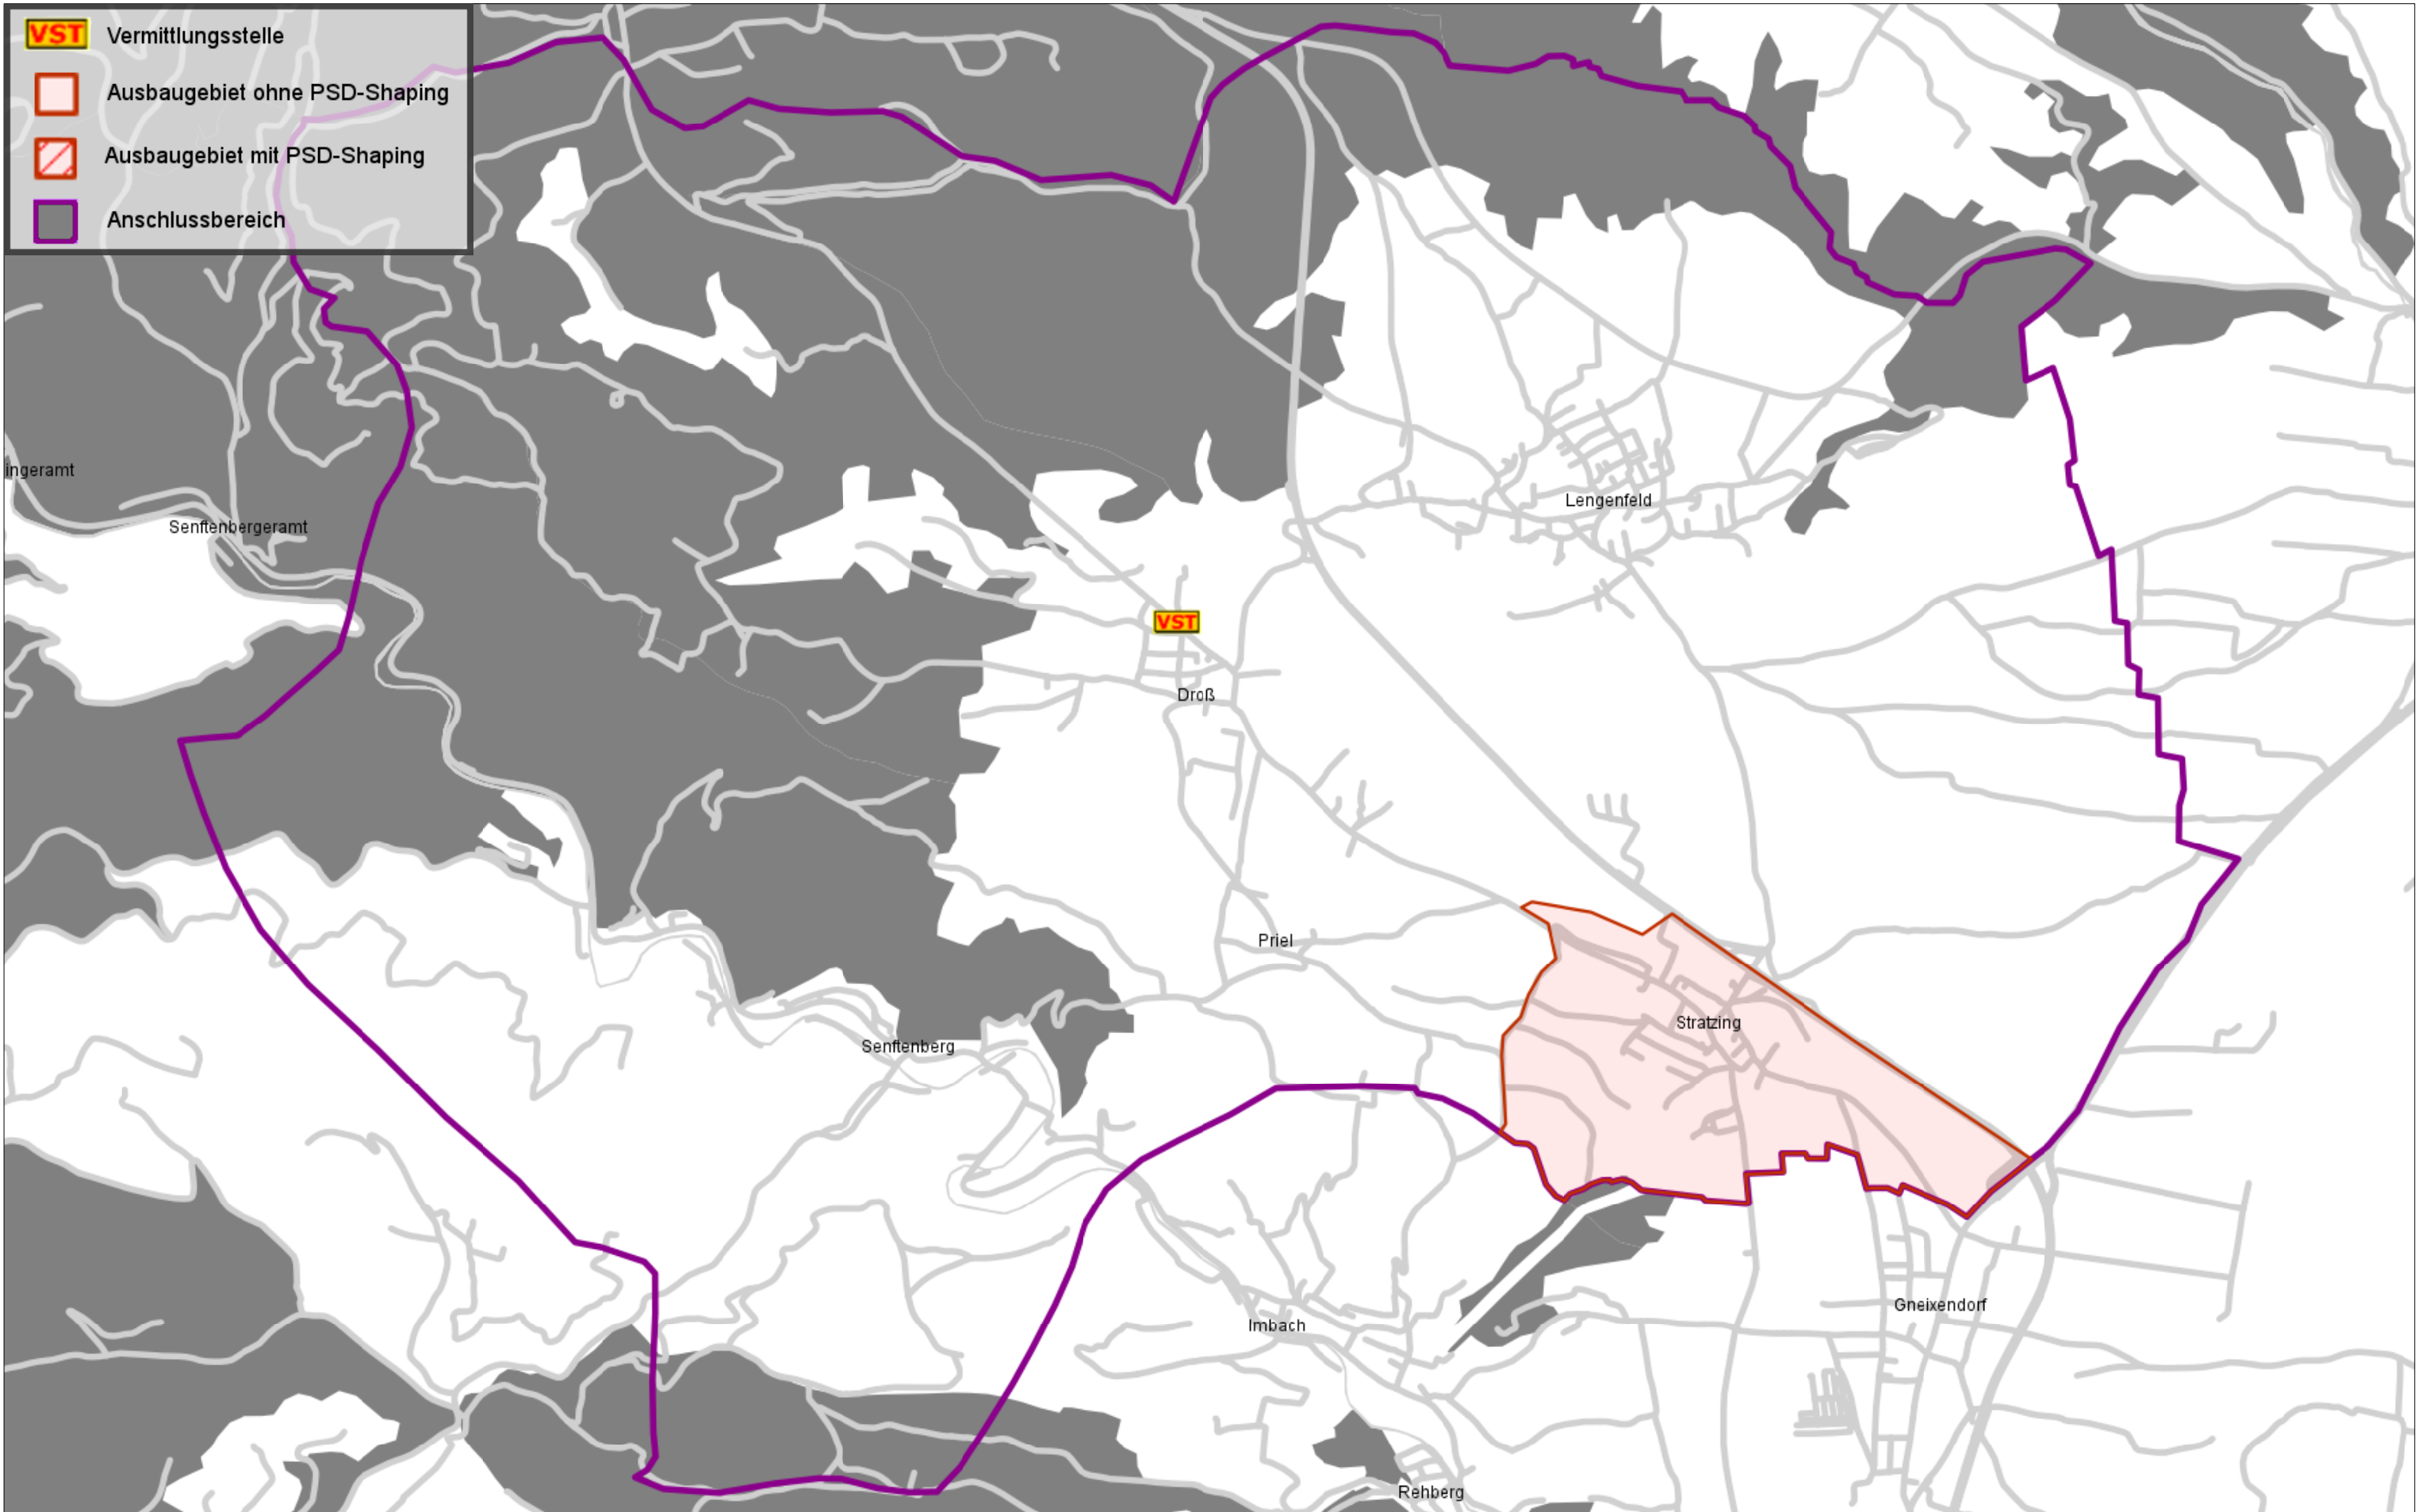 VST Vermittlungsstelle
Ausbaugebiet ohne PSD-Shaping
Ausbaugebiet mit PSD-Shaping
Anschlussbereich
ingeramt
Lengenfeld
Senftenbergeramt
VST
Droß
Priel
Stratzing
Senftenberg
Gneixendorf
Imbach
Rehberg